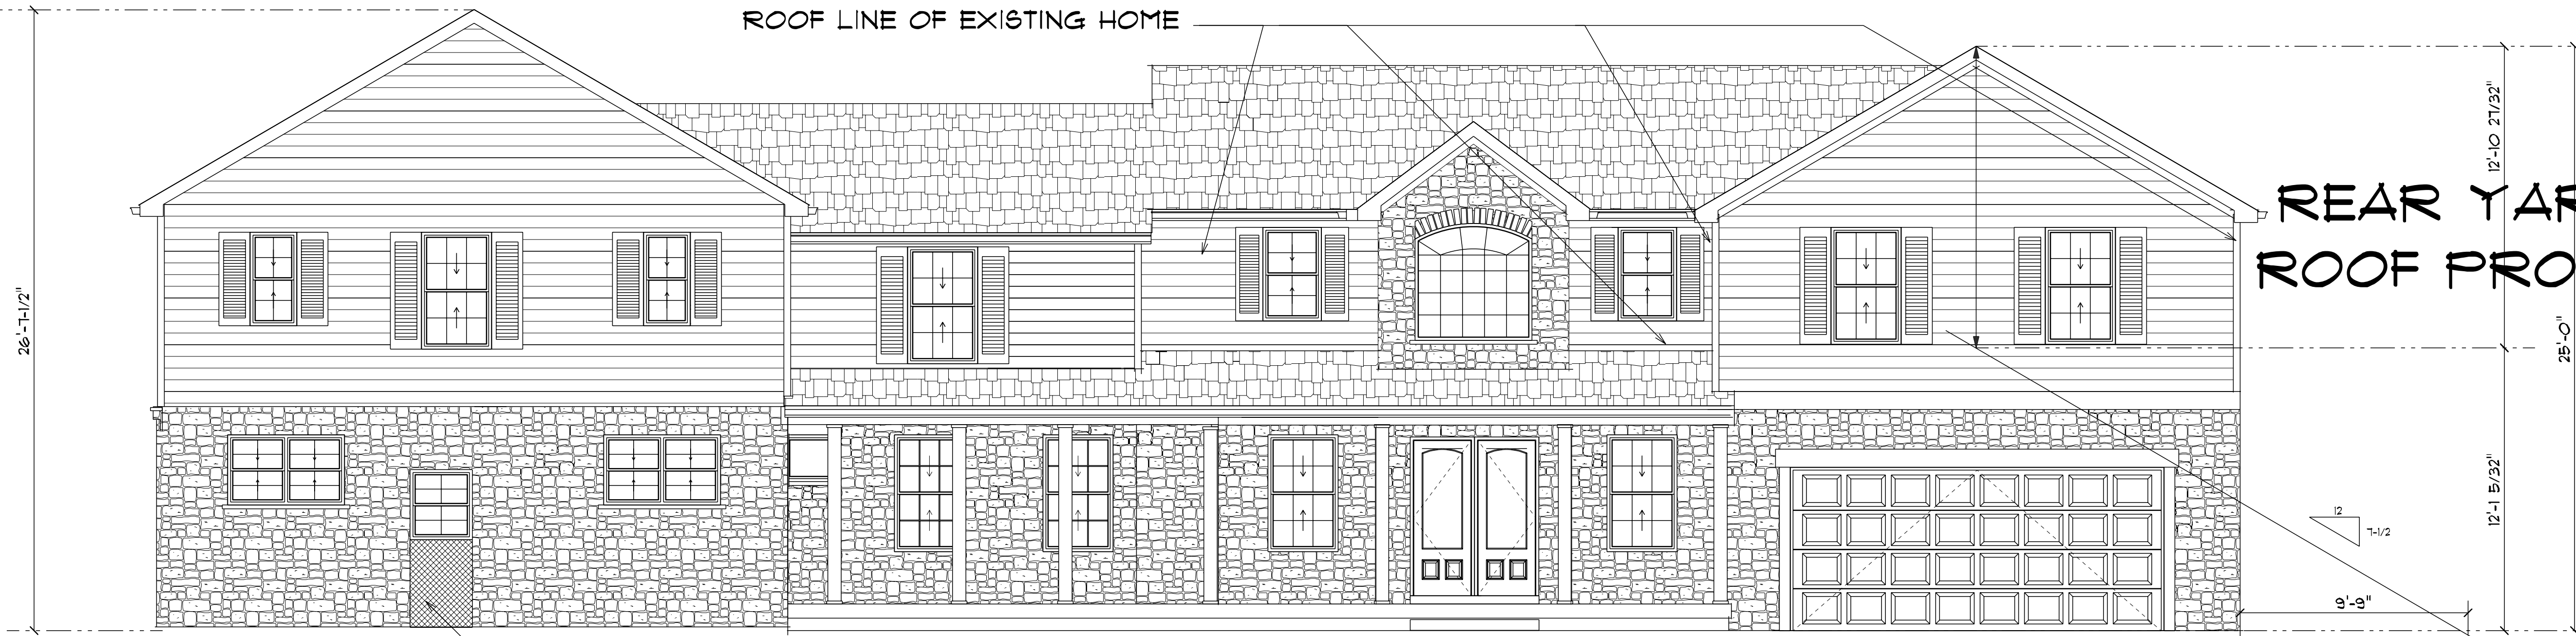 ROOF LINE OF EXISTING HOME
26'-7-1/2"
12'-10 27/32"
REAR YAR
ROOF PRO
25'-0"
12'-1 5/32"
12
7-1/2
9'-9"